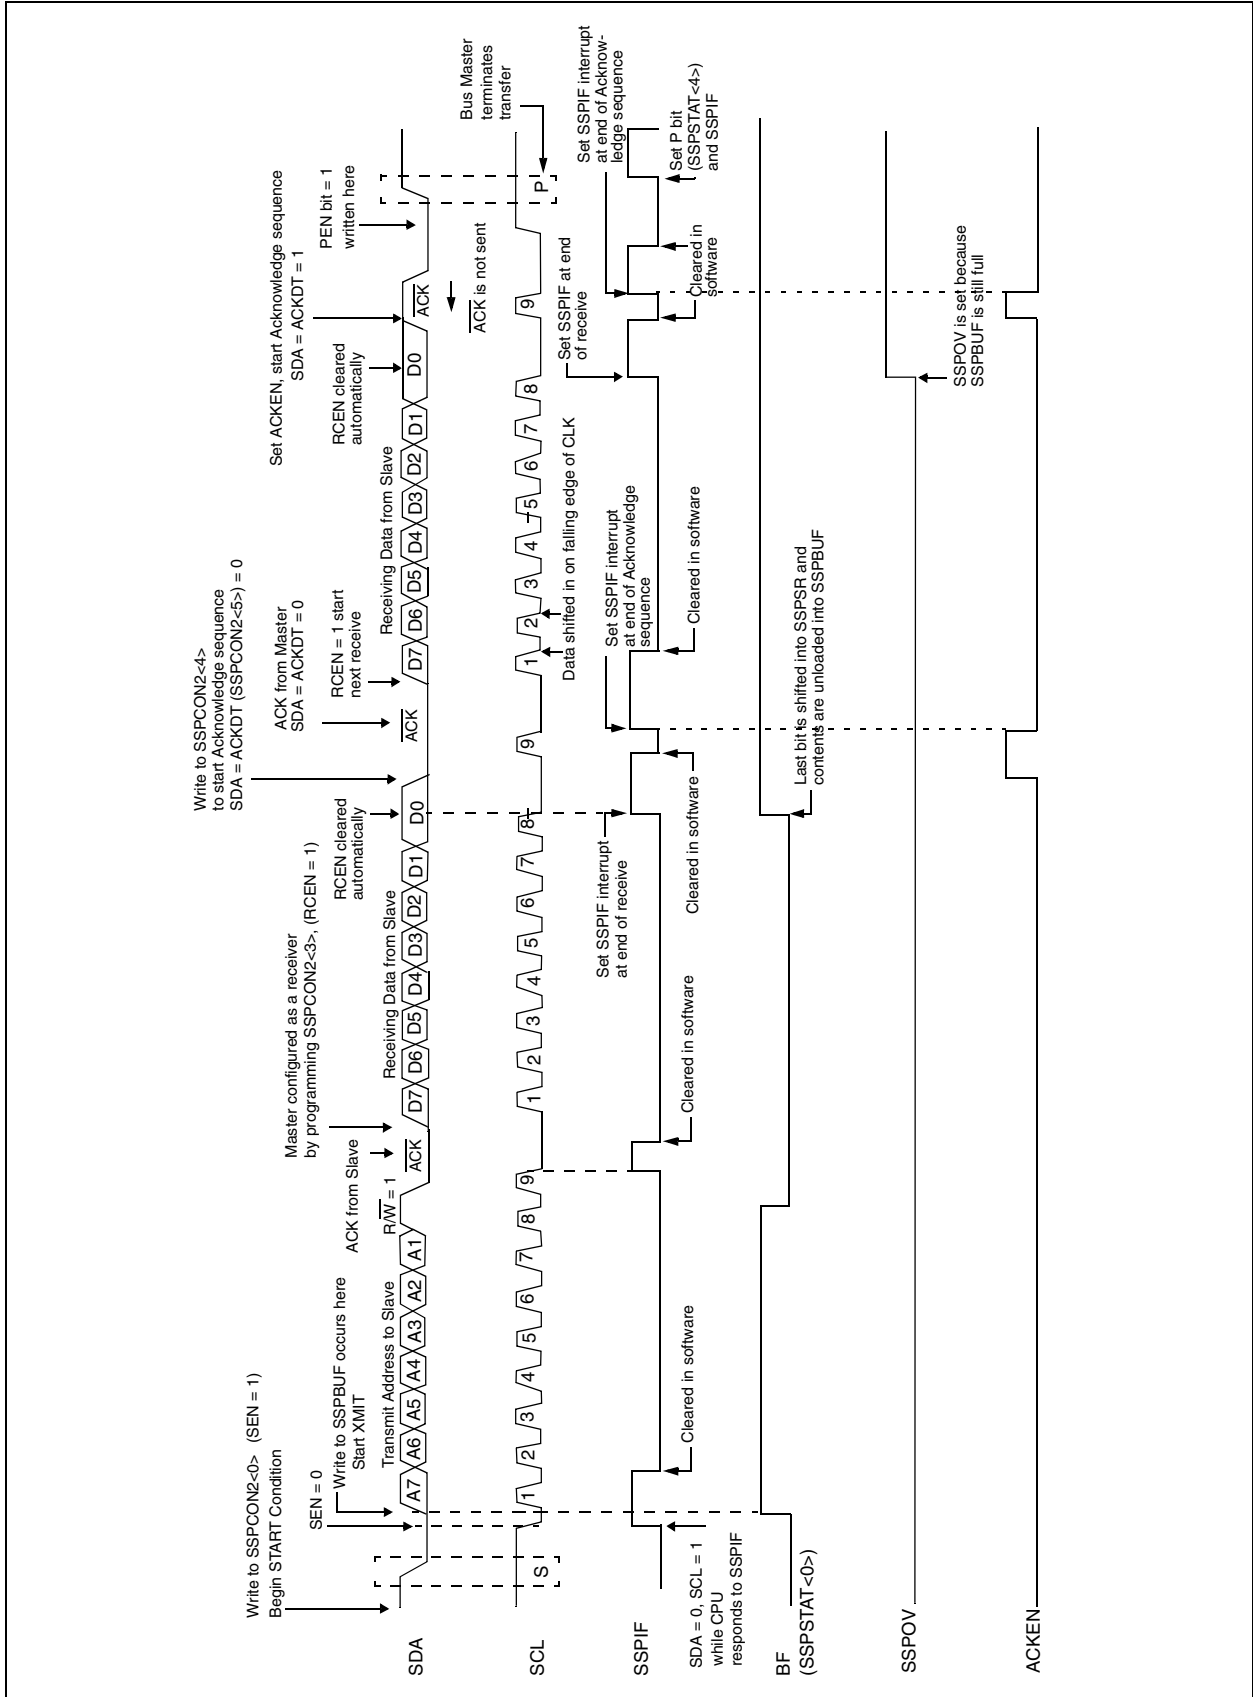 Write to SSPCON2<0> (SEN = 1)
Begin START Condition
SEN = 0
Write to SSPBUF occurs here
Start XMIT
Master configured as a receiver
by programming SSPCON2<3>, (RCEN = 1)
ACK from Slave
RCEN cleared
automatically
Write to SSPCON2<4>
to start Acknowledge sequence
SDA = ACKDT (SSPCON2<5>) = 0
ACK from Master
SDA = ACKDT = 0
RCEN = 1 start
next receive
RCEN cleared
automatically
Set ACKEN, start Acknowledge sequence
SDA = ACKDT = 1
PEN bit = 1
written here
Transmit Address to Slave
R/W = 1
Receiving Data from Slave
Receiving Data from Slave
SDA
A7 A6 A5 A4 A3 A2 A1
ACK
D7 D6 D5 D4 D3 D2 D1 D0
ACK
D7 D6 D5 D4 D3 D2 D1 D0
ACK
ACK is not sent
Bus Master
terminates
transfer
SCL
S
1 2 3 4 5 6 7 8 9
1 2 3 4 5 6 7 8 9
1 2 3 4 5 6 7 8 9
P
Data shifted in on falling edge of CLK
Set SSPIF interrupt
at end of receive
Set SSPIF interrupt
at end of Acknowledge
sequence
Set SSPIF at end
of receive
Set SSPIF interrupt
at end of Acknow-
ledge sequence
SSPIF
SDA = 0, SCL = 1
while CPU
responds to SSPIF
Cleared in software
Cleared in software
Cleared in software
Cleared in software
Cleared in
software
Set P bit
(SSPSTAT<4>)
and SSPIF
BF
(SSPSTAT<0>)
Last bit is shifted into SSPSR and
contents are unloaded into SSPBUF
SSPOV
SSPOV is set because
SSPBUF is still full
ACKEN